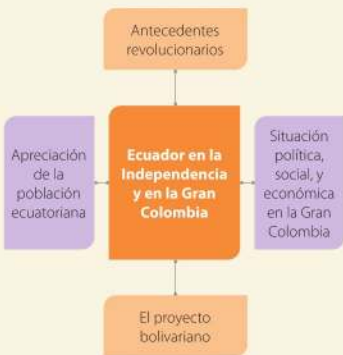 Antecedentes
revolucionarios
Apreciación
de la
población
ecuatoriana
Ecuador en la
Independencia
y en la Gran
Colombia
Situación
política,
social, y
económica
en la Gran
Colombia
El proyecto
bolivariano